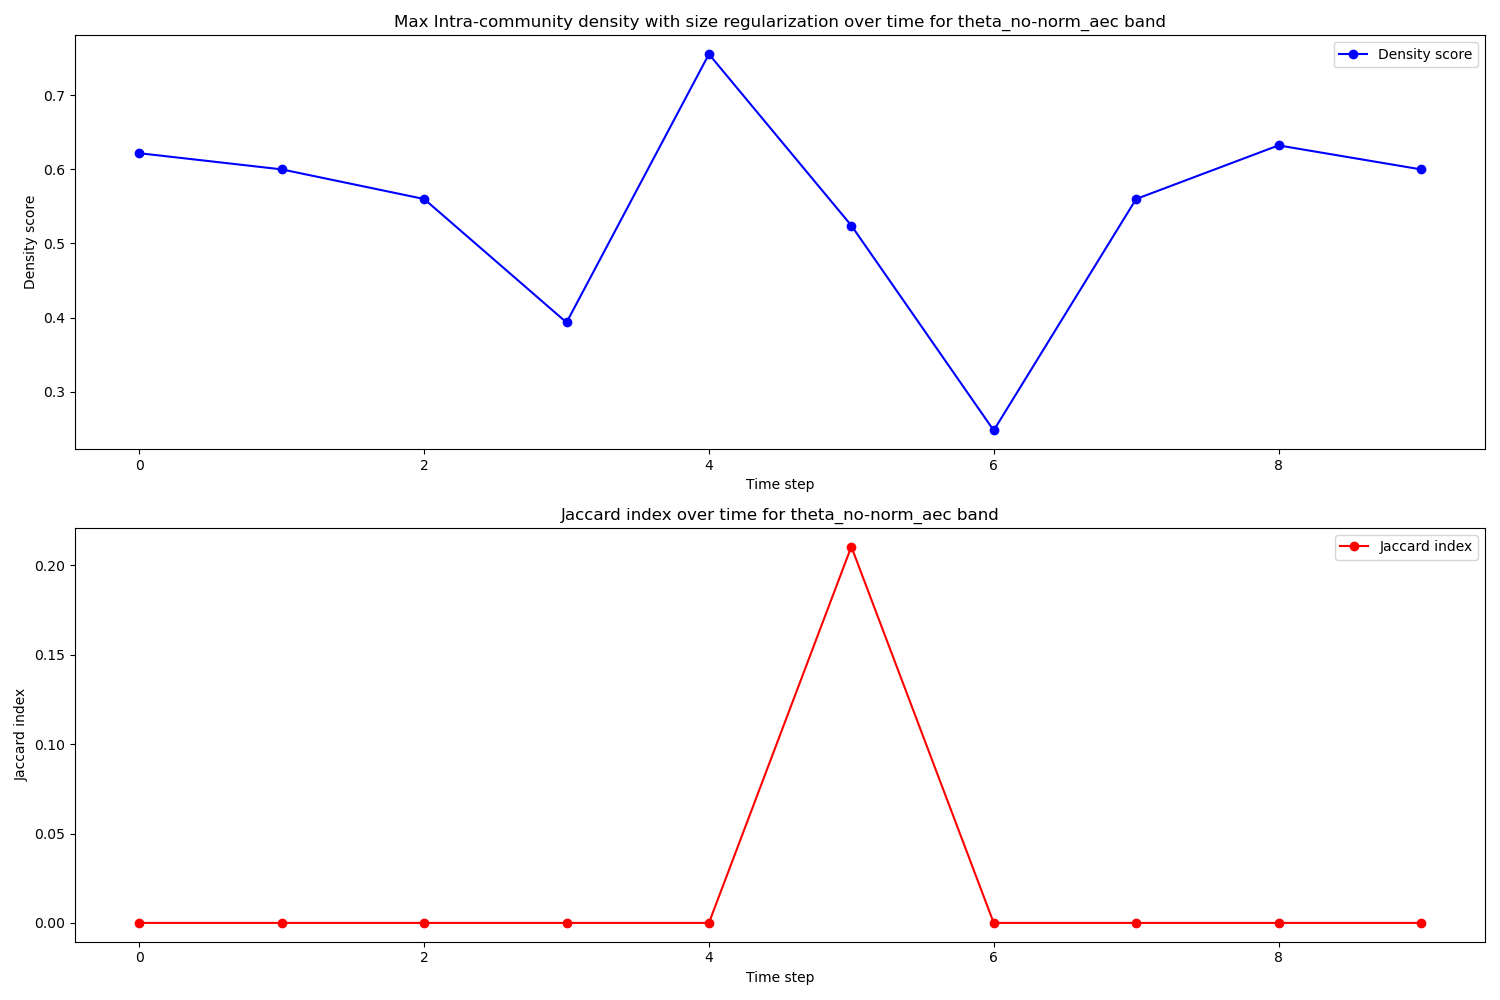 Max Intra-community density with size regularization over time for theta_no-norm_aec band
Density score
0.7
0.6
0.5
0.4
0.3
Density score
0 2 4 6 8
Time step
Jaccard index over time for theta_no-norm_aec band
Jaccard index
0.20
0.15
0.10
0.05
0.00
Jaccard index
0 2 4 6 8
Time step